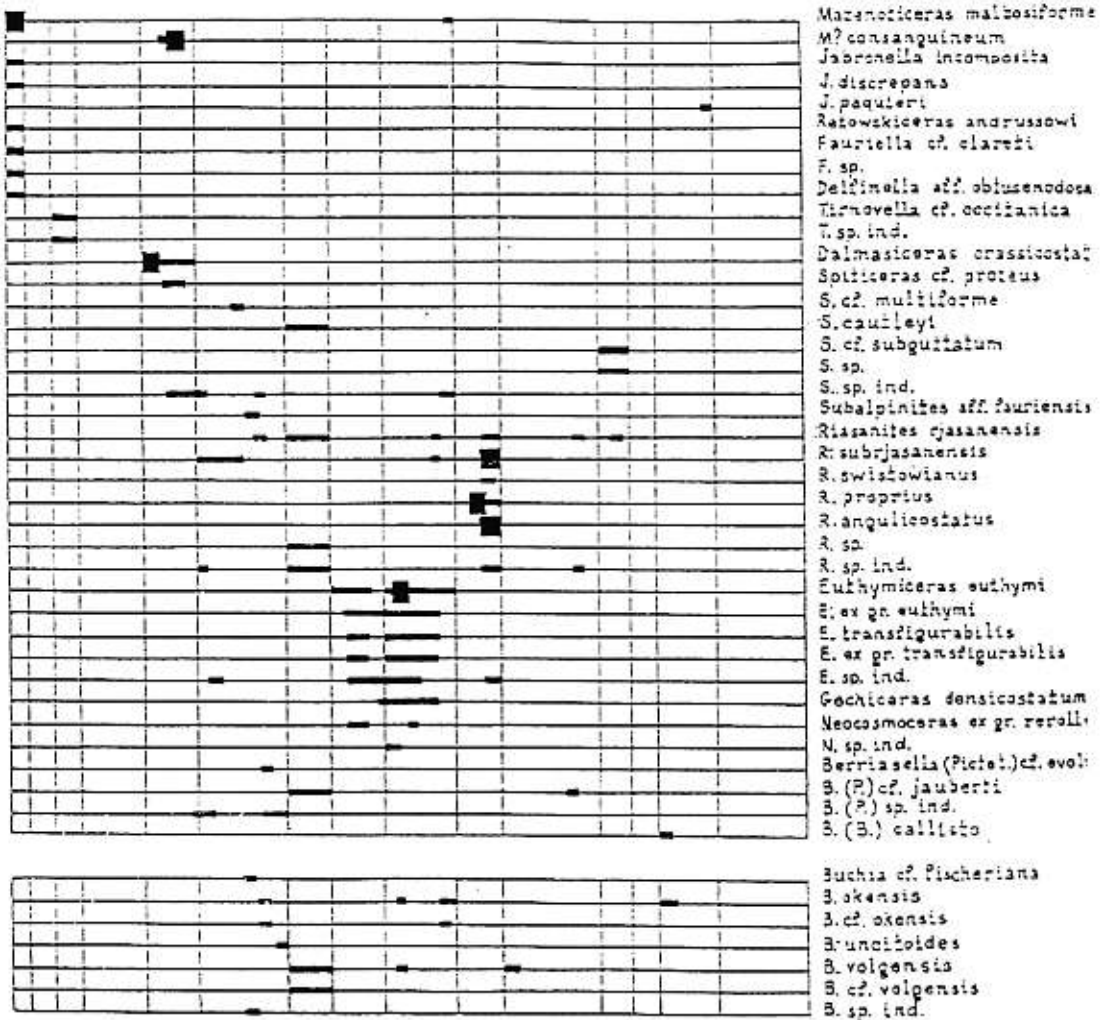 Mazenoticeras malbosiforme
M? consanguineum
Jabronella incomposita
J. discrepans
J. paquieri
Ratowskiceras andrussowi
Fauriella cf. clareti
F. sp.
Delfinella aff. obtusenodosa
Tirnovella cf. occitanica
T. sp. ind.
Dalmasiceras crassicostat
Spiticeras cf. proteus
S. cf. multiforme
S. cautleyi
S. cf. subguttatum
S. sp.
S. sp. ind.
Subalpinites aff. fauriensis
Riasanites rjasanensis
R. subrjasanensis
R. swistowianus
R. proprius
R. angulicostatus
R. sp.
R. sp. ind.
Euthymiceras euthymi
E. ex gr. euthymi
E. transfigurabilis
E. ex gr. transfigurabilis
E. sp. ind.
Gechiceras densicostatum
Neocosmoceras ex gr. rerolli
N. sp. ind.
Berriasella (Pictet.) cf. evol
B. (P.) cf. jauberti
B. (P.) sp. ind.
B. (B.) callisto
Buchia cf. fischeriana
B. okensis
B. cf. okensis
B. uncitoides
B. volgensis
B. cf. volgensis
B. sp. ind.